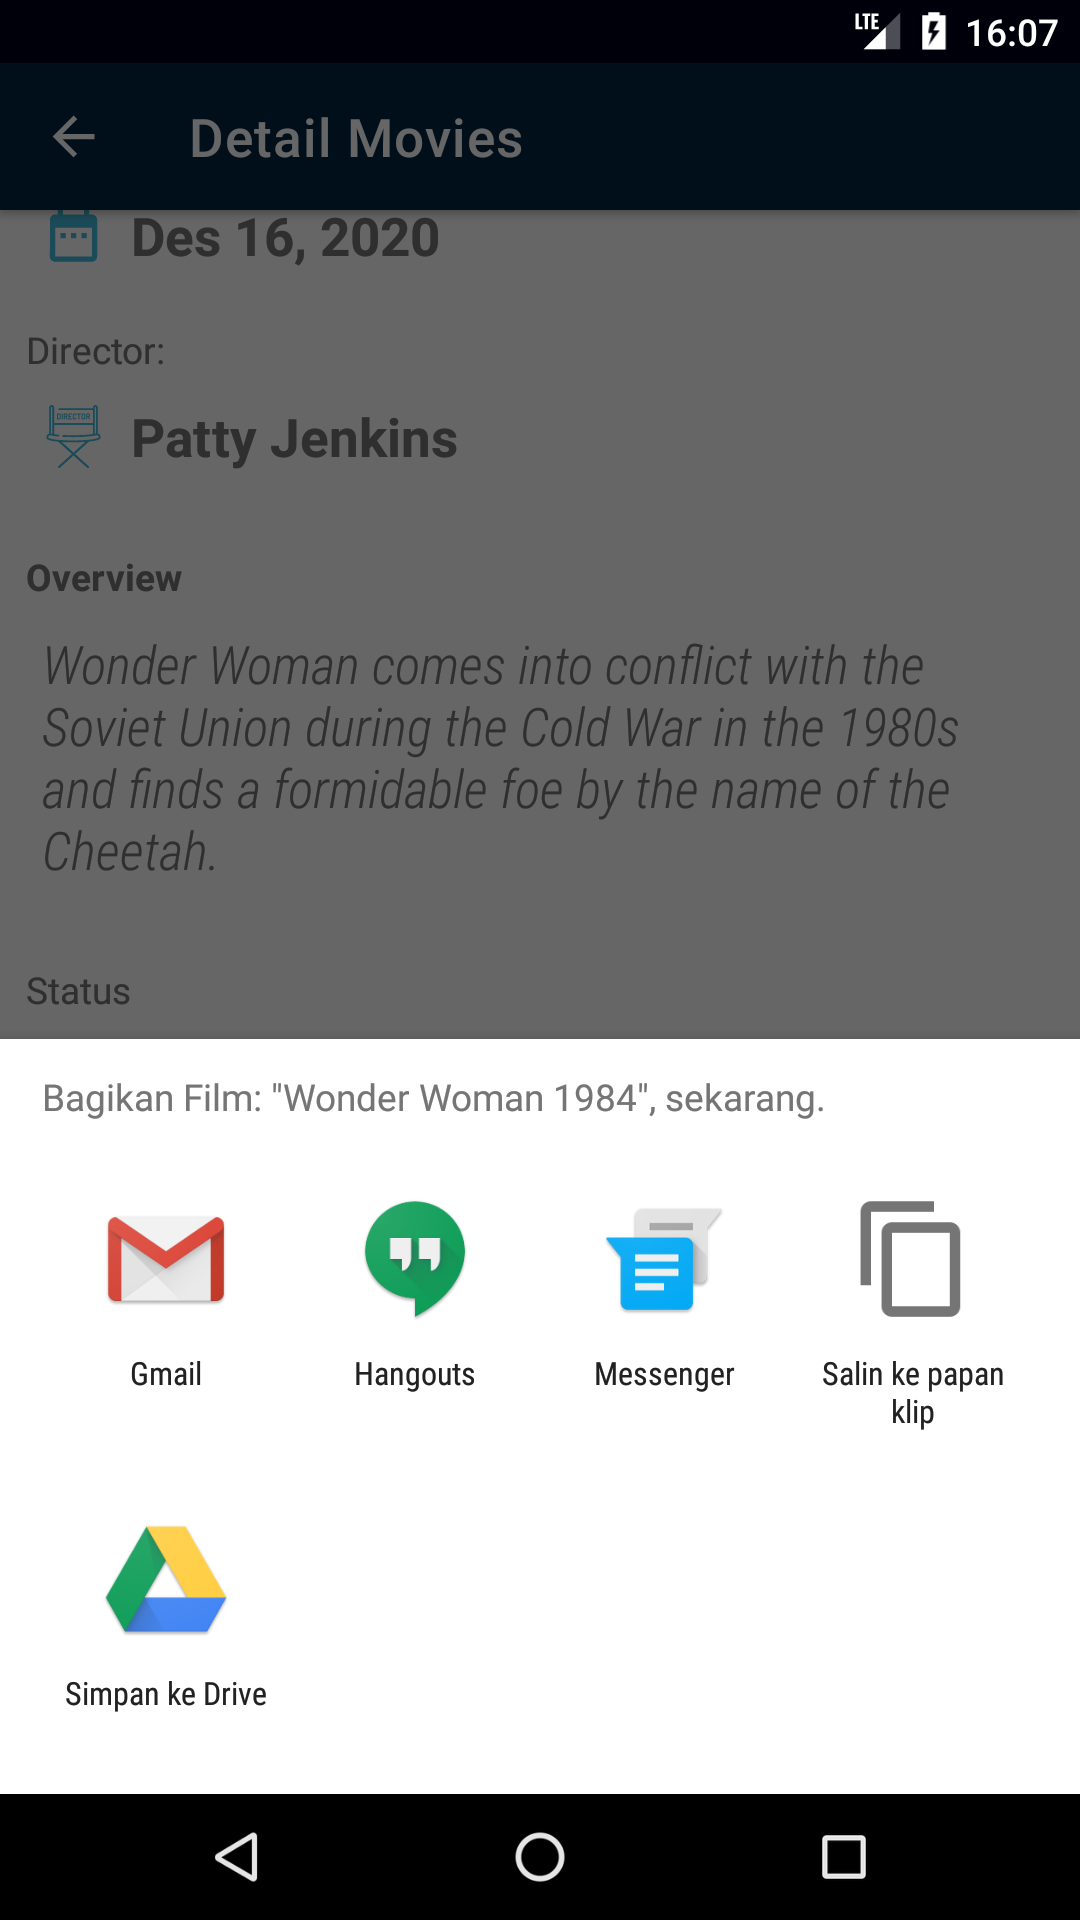 LTE 16:07
Detail Movies
Des 16, 2020
Director:
DIRECTOR
Patty Jenkins
Overview
Wonder Woman comes into conflict with the
Soviet Union during the Cold War in the 1980s
and finds a formidable foe by the name of the
Cheetah.
Status
Bagikan Film: "Wonder Woman 1984", sekarang.
Gmail
Hangouts
Messenger
Salin ke papan
klip
Simpan ke Drive